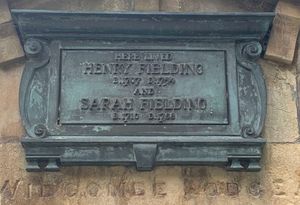 HERE LIVED
HENRY FIELDING
B.1707 D.1754
AND
SARAH FIELDING
B.1710 D.1768
WIDCOMBE LODGE